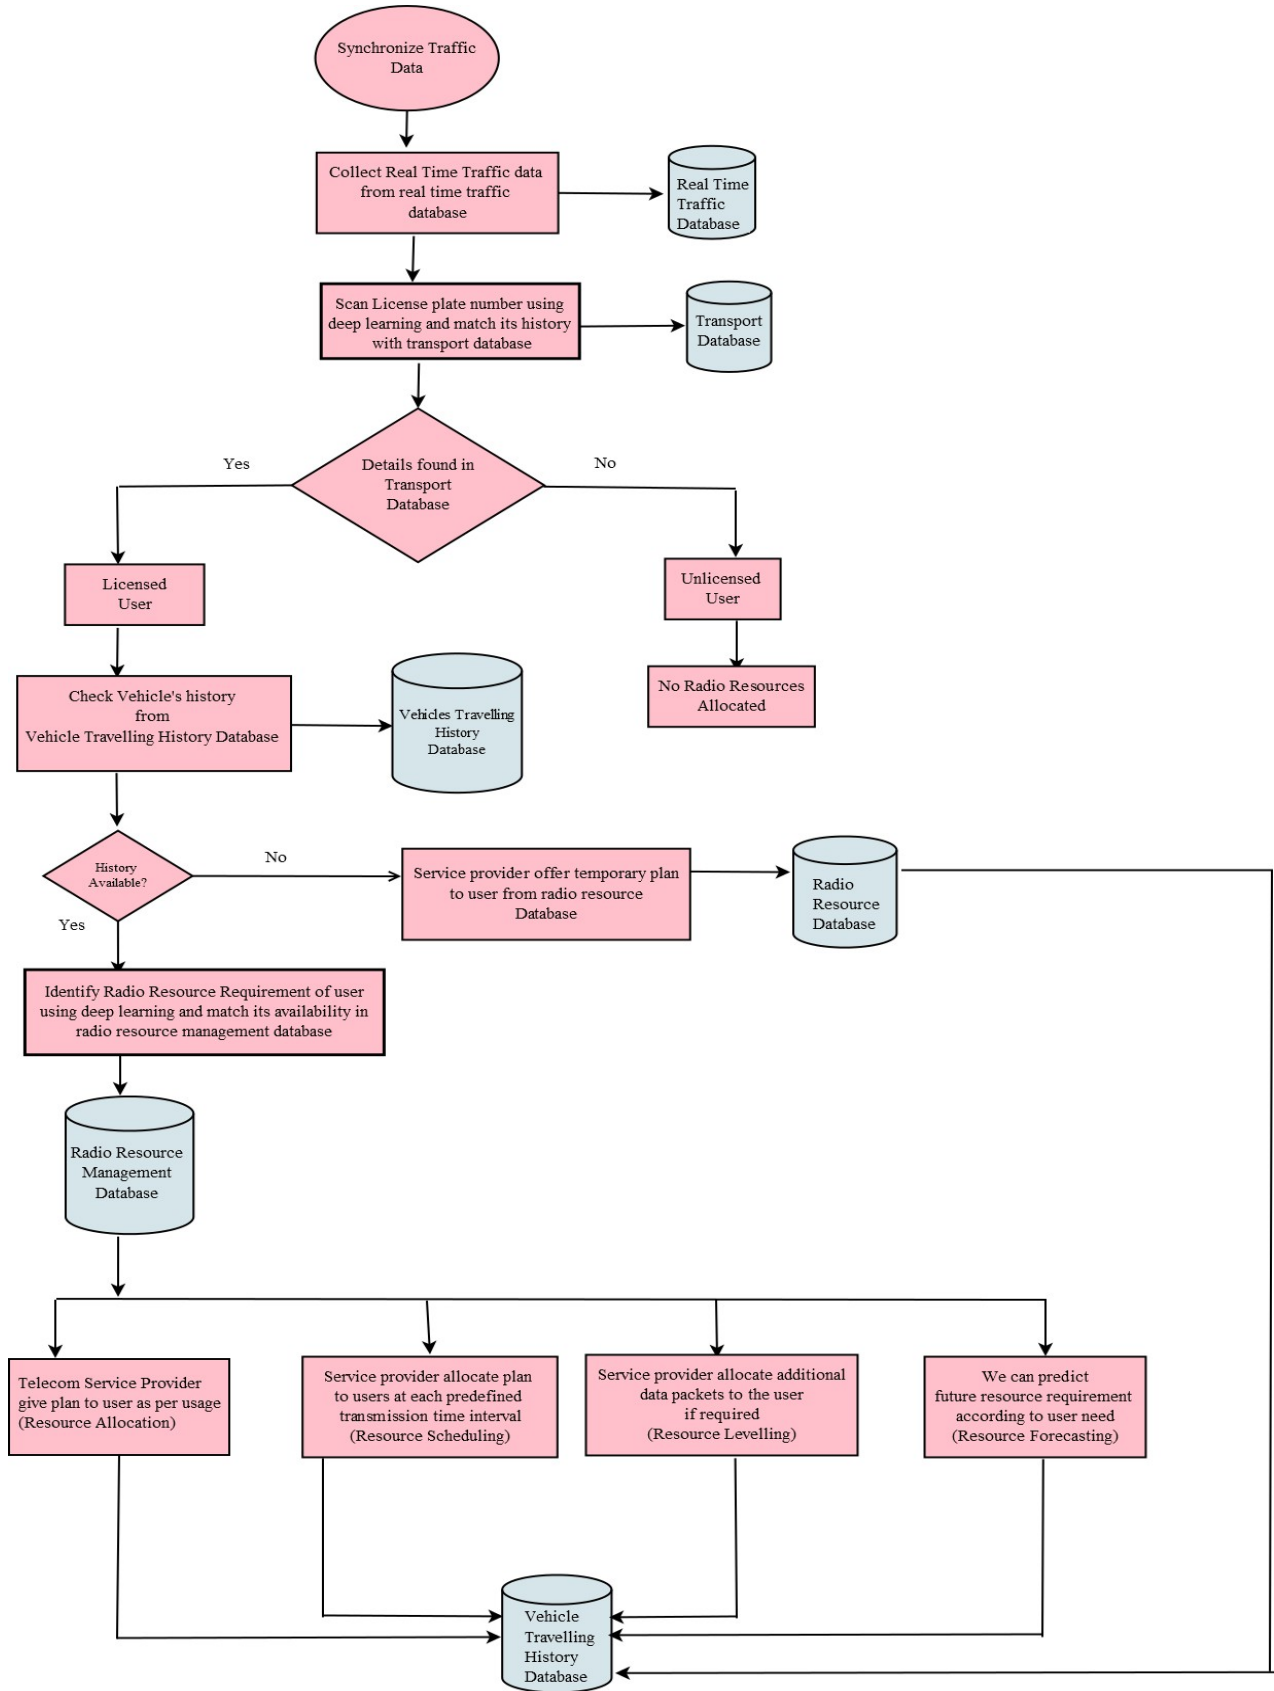 Synchronize Traffic
Data
Collect Real Time Traffic data
from real time traffic
database
Real Time
Traffic
Database
Scan License plate number using
deep learning and match its history
with transport database
Transport
Database
Details found in
Transport
Database
Yes
No
Licensed
User
Unlicensed
User
No Radio Resources
Allocated
Check Vehicle's history
from
Vehicle Travelling History Database
Vehicles Travelling
History
Database
History
Available?
No
Yes
Service provider offer temporary plan
to user from radio resource
Database
Radio
Resource
Database
Identify Radio Resource Requirement of user
using deep learning and match its availability in
radio resource management database
Radio Resource
Management
Database
Telecom Service Provider
give plan to user as per usage
(Resource Allocation)
Service provider allocate plan
to users at each predefined
transmission time interval
(Resource Scheduling)
Service provider allocate additional
data packets to the user
if required
(Resource Levelling)
We can predict
future resource requirement
according to user need
(Resource Forecasting)
Vehicle
Travelling
History
Database